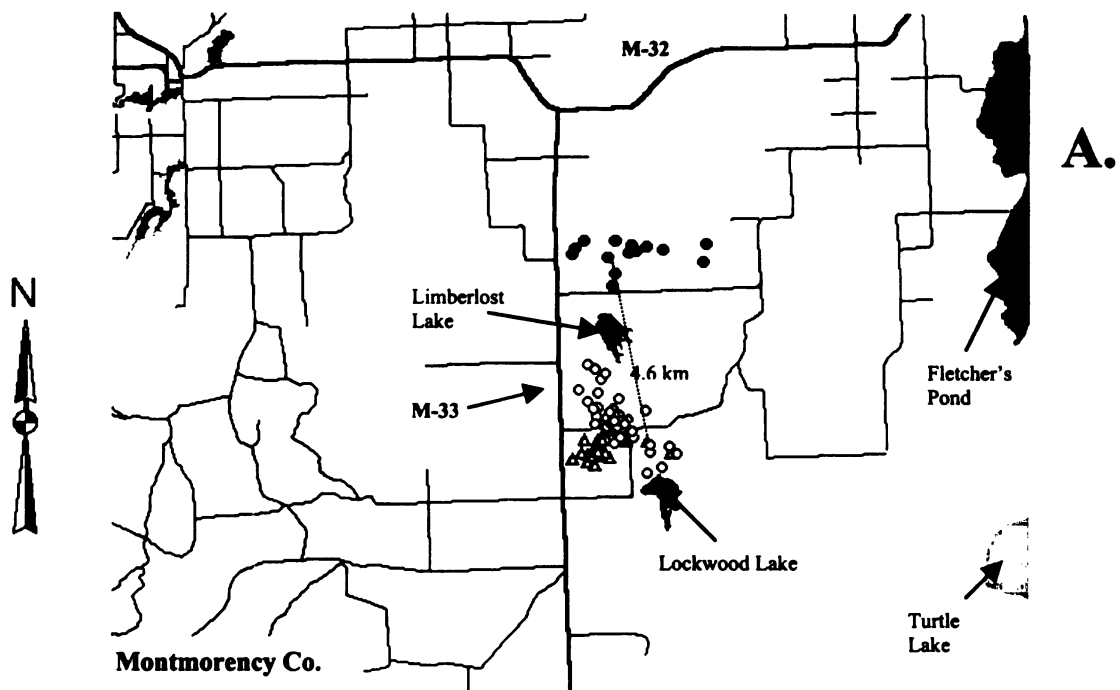 M-32
A.
N
Limberlost
Lake
4.6 km
Fletcher's
Pond
M-33
Lockwood Lake
Turtle
Lake
Montmorency Co.